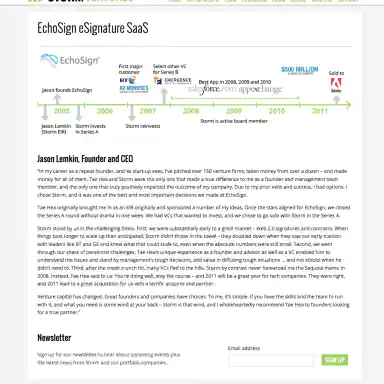 EchoSign eSignature SaaS
EchoSign
First major customer
Select other VC for Series B
$500 BILLION
Sold to
EMERGENCE
Best App in 2008, 2009 and 2010
42 MINUTES
Jason founds EchoSign
salesforce.com appexchange
Adobe
2005 2006 2007 2008 2009 2010 2011
Storm is active board member
Jason Lemkin (Storm EIR)
Storm invests in Series A
Storm reinvests
Jason Lemkin, Founder and CEO
"In my career as a repeat founder, and 4x start-up exec, I've pitched over 150 venture firms, taken money from over a dozen – and made
money for all of them. Tae Hea and Storm were the only one that made a true difference to me as a founder and management
team member, and the only one that truly positively impacted the outcome of my company. Due to my prior exits and success, I had options. I
chose Storm, and it was one of the best and most important decisions we made at EchoSign.
Tae Hea originally brought me in as an EIR originally and sponsored a number of my ideas. Once the stars aligned for EchoSign, we closed
the Series A round without drama in one week. We had VCs that wanted to invest, and we chose to go solo with Storm in the Series A.
Storm stood by us in the challenging times. First, we were substantially early to a great market – Web 2.0 signatures and contracts. When
things took longer to scale up than anticipated, Storm didn't throw in the towel – they doubled down when they saw our early traction
with leaders like BT and GE and knew what that could scale to, even when the absolute numbers were still small. Second, we went
through our share of personnel challenges. Tae Hea's unique experience as a founder and advisor as well as a VC enabled him to
understand the issues and stand by management's tough decisions, add value in diffusing tough situations ... and not kibbitz when he
didn't need to. Third, after the credit crunch hit, many VCs fled to the hills. Storm by contrast never forwarded me the Sequoia memo in
2008. Instead, Tae Hea said to us: You're doing well, stay the course – and 2011 will be a great year for tech companies. They were right,
and 2011 lead to a great acquisition for us with a terrific acquiror and partner.
Venture capital has changed. Great founders and companies have choices. To me, it's simple. If you have the skills and the team to run
with it, and what you need is some wind at your back – Storm is that wind, and I wholeheartedly recommend Tae Hea to founders looking
for a true partner."
Newsletter
Sign up for our newsletter to hear about upcoming events plus
the latest news from Storm and our portfolio companies.
Email address
SIGN UP